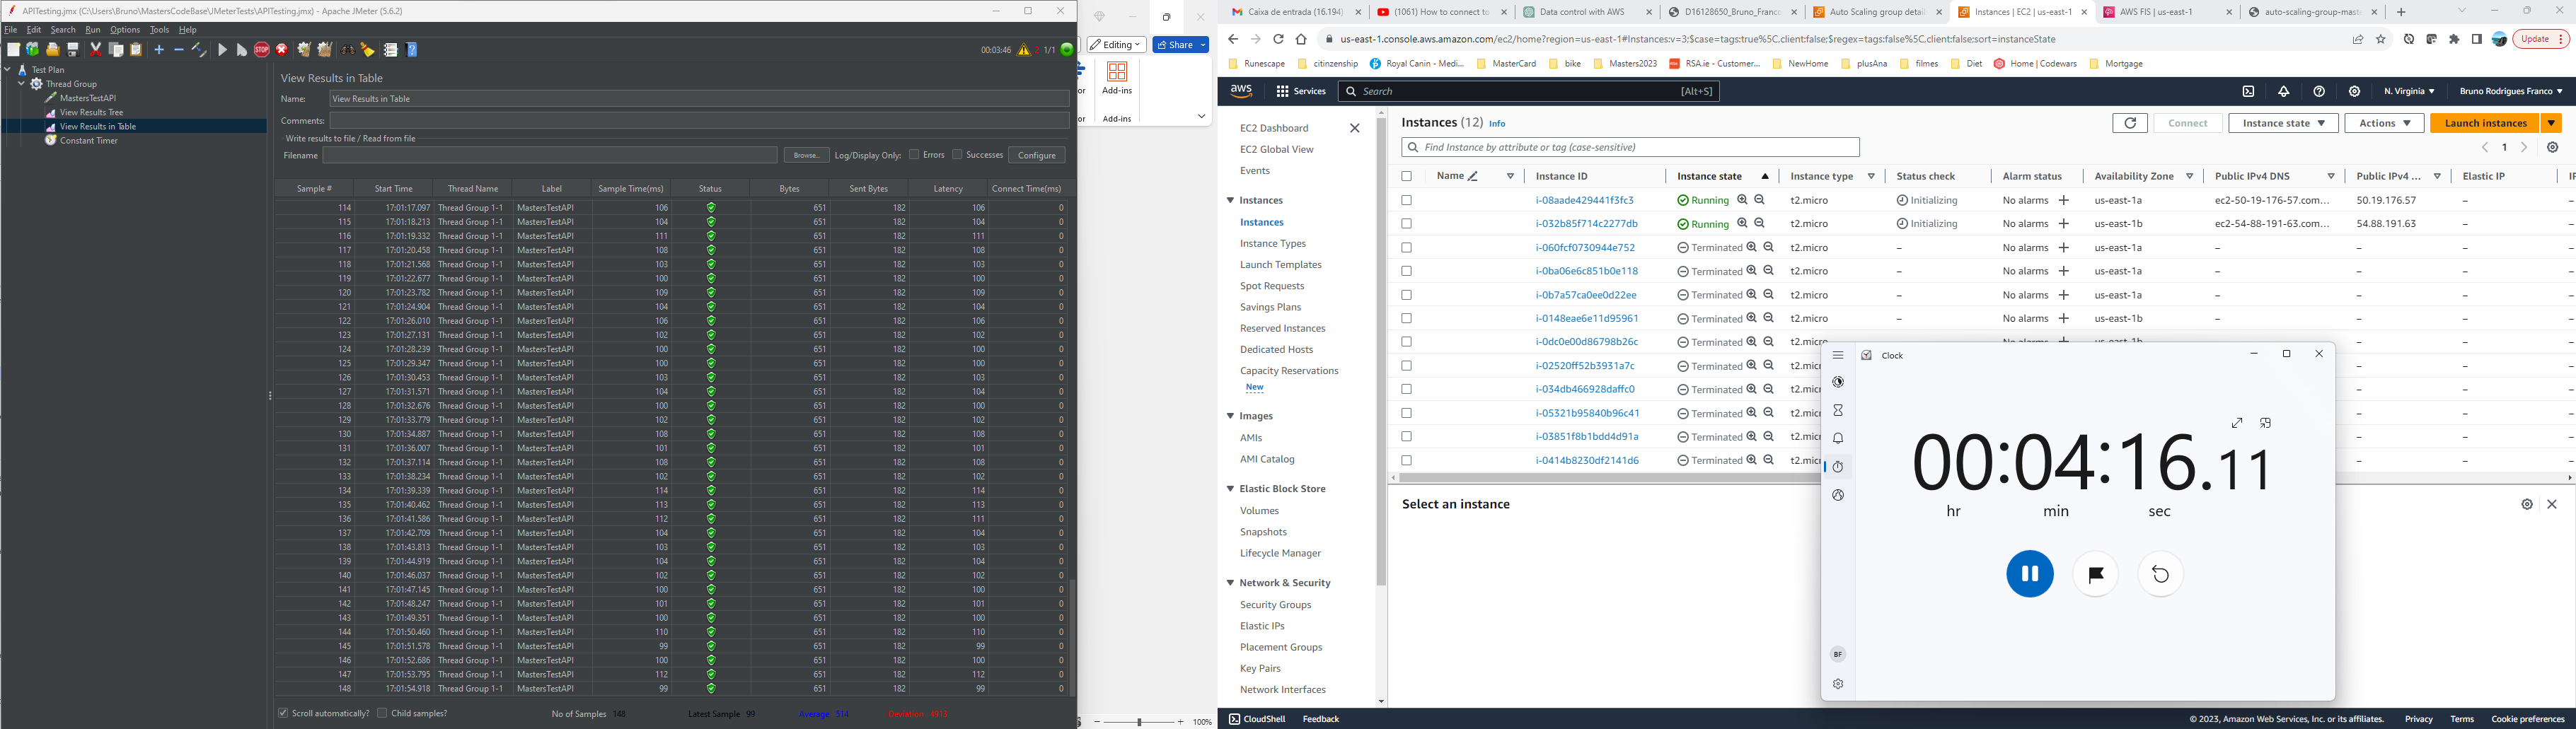 APITesting.jmx (C:\Users\Bruno\MastersCodeBase\JMeterTests\APITesting.jmx) - Apache JMeter (5.6.2)
File Edit Search Run Options Tools Help
00:03:46 1/1
Test Plan
Thread Group
MastersTestAPI
View Results Tree
View Results in Table
Constant Timer
View Results in Table
Name: View Results in Table
Comments:
Write results to file / Read from file
Filename Browse... Log/Display Only: Errors Successes Configure
Sample # Start Time Thread Name Label Sample Time(ms) Status Bytes Sent Bytes Latency Connect Time(ms)
114 17:01:17.097 Thread Group 1-1 MastersTestAPI 106 651 182 106 0
115 17:01:18.213 Thread Group 1-1 MastersTestAPI 104 651 182 104 0
116 17:01:19.332 Thread Group 1-1 MastersTestAPI 111 651 182 111 0
117 17:01:20.458 Thread Group 1-1 MastersTestAPI 108 651 182 108 0
118 17:01:21.568 Thread Group 1-1 MastersTestAPI 103 651 182 103 0
119 17:01:22.677 Thread Group 1-1 MastersTestAPI 100 651 182 100 0
120 17:01:23.782 Thread Group 1-1 MastersTestAPI 109 651 182 109 0
121 17:01:24.904 Thread Group 1-1 MastersTestAPI 104 651 182 104 0
122 17:01:26.010 Thread Group 1-1 MastersTestAPI 106 651 182 106 0
123 17:01:27.131 Thread Group 1-1 MastersTestAPI 102 651 182 102 0
124 17:01:28.239 Thread Group 1-1 MastersTestAPI 100 651 182 100 0
125 17:01:29.347 Thread Group 1-1 MastersTestAPI 100 651 182 100 0
126 17:01:30.453 Thread Group 1-1 MastersTestAPI 103 651 182 103 0
127 17:01:31.571 Thread Group 1-1 MastersTestAPI 104 651 182 104 0
128 17:01:32.676 Thread Group 1-1 MastersTestAPI 100 651 182 100 0
129 17:01:33.779 Thread Group 1-1 MastersTestAPI 102 651 182 102 0
130 17:01:34.887 Thread Group 1-1 MastersTestAPI 108 651 182 108 0
131 17:01:36.007 Thread Group 1-1 MastersTestAPI 101 651 182 101 0
132 17:01:37.114 Thread Group 1-1 MastersTestAPI 108 651 182 108 0
133 17:01:38.234 Thread Group 1-1 MastersTestAPI 102 651 182 102 0
134 17:01:39.339 Thread Group 1-1 MastersTestAPI 114 651 182 114 0
135 17:01:40.462 Thread Group 1-1 MastersTestAPI 113 651 182 113 0
136 17:01:41.586 Thread Group 1-1 MastersTestAPI 112 651 182 111 0
137 17:01:42.709 Thread Group 1-1 MastersTestAPI 104 651 182 104 0
138 17:01:43.813 Thread Group 1-1 MastersTestAPI 103 651 182 103 0
139 17:01:44.919 Thread Group 1-1 MastersTestAPI 104 651 182 104 0
140 17:01:46.037 Thread Group 1-1 MastersTestAPI 102 651 182 102 0
141 17:01:47.145 Thread Group 1-1 MastersTestAPI 100 651 182 100 0
142 17:01:48.247 Thread Group 1-1 MastersTestAPI 101 651 182 101 0
143 17:01:49.351 Thread Group 1-1 MastersTestAPI 100 651 182 100 0
144 17:01:50.460 Thread Group 1-1 MastersTestAPI 110 651 182 110 0
145 17:01:51.578 Thread Group 1-1 MastersTestAPI 99 651 182 99 0
146 17:01:52.686 Thread Group 1-1 MastersTestAPI 100 651 182 100 0
147 17:01:53.795 Thread Group 1-1 MastersTestAPI 112 651 182 112 0
148 17:01:54.918 Thread Group 1-1 MastersTestAPI 99 651 182 99 0
Scroll automatically? Child samples? No of Samples 148 Latest Sample 99 Average 514 Deviation 4913
Editing Share
or Add-ins
or Add-ins
100%
Caixa de entrada (16.194) (1061) How to connect to Data control with AWS D16128650_Bruno_Franco Auto Scaling group detail Instances | EC2 | us-east-1 AWS FIS | us-east-1 auto-scaling-group-mast
us-east-1.console.aws.amazon.com/ec2/home?region=us-east-1#Instances:v=3;$case=tags:true%5C,client:false;$regex=tags:false%5C,client:false;sort=instanceState Update
Runescape citizenship Royal Canin - Medi... MasterCard bike Masters2023 RSA.ie - Customer... NewHome plusAna filmes Diet Home | Codewars Mortgage
aws Services Search [Alt+S] N. Virginia Bruno Rodrigues Franco
EC2 Dashboard
EC2 Global View
Events
Instances
Instances
Instance Types
Launch Templates
Spot Requests
Savings Plans
Reserved Instances
Dedicated Hosts
Capacity Reservations
New
Images
AMIs
AMI Catalog
Elastic Block Store
Volumes
Snapshots
Lifecycle Manager
Network & Security
Security Groups
Elastic IPs
Placement Groups
Key Pairs
Network Interfaces
Instances (12) Info Connect Instance state Actions Launch instances
Find Instance by attribute or tag (case-sensitive) 1
Name Instance ID Instance state Instance type Status check Alarm status Availability Zone Public IPv4 DNS Public IPv4 ... Elastic IP
i-08aade429441f3fc3 Running t2.micro Initializing No alarms + us-east-1a ec2-50-19-176-57.com... 50.19.176.57 –
i-032b85f714c2277db Running t2.micro Initializing No alarms + us-east-1b ec2-54-88-191-63.com... 54.88.191.63 –
i-060fcf0730944e752 Terminated t2.micro – No alarms + us-east-1a – – –
i-0ba06e6c851b0e118 Terminated t2.micro – No alarms + us-east-1a – – –
i-0b7a57ca0ee0d22ee Terminated t2.micro – No alarms + us-east-1a – – –
i-0148eae6e11d95961 Terminated t2.micro – No alarms + us-east-1b – – –
i-0dc0e00d86798b26c Terminated t2.micro
i-02520ff52b3931a7c Terminated t2.micr
i-034db466928daffc0 Terminated t2.micr
i-05321b95840b96c41 Terminated t2.micr
i-03851f8b1bdd4d91a Terminated t2.micr
i-0414b8230df2141d6 Terminated t2.micr
Select an instance
Clock
00:04:16.11
hr min sec
BF
CloudShell Feedback © 2023, Amazon Web Services, Inc. or its affiliates. Privacy Terms Cookie preferences